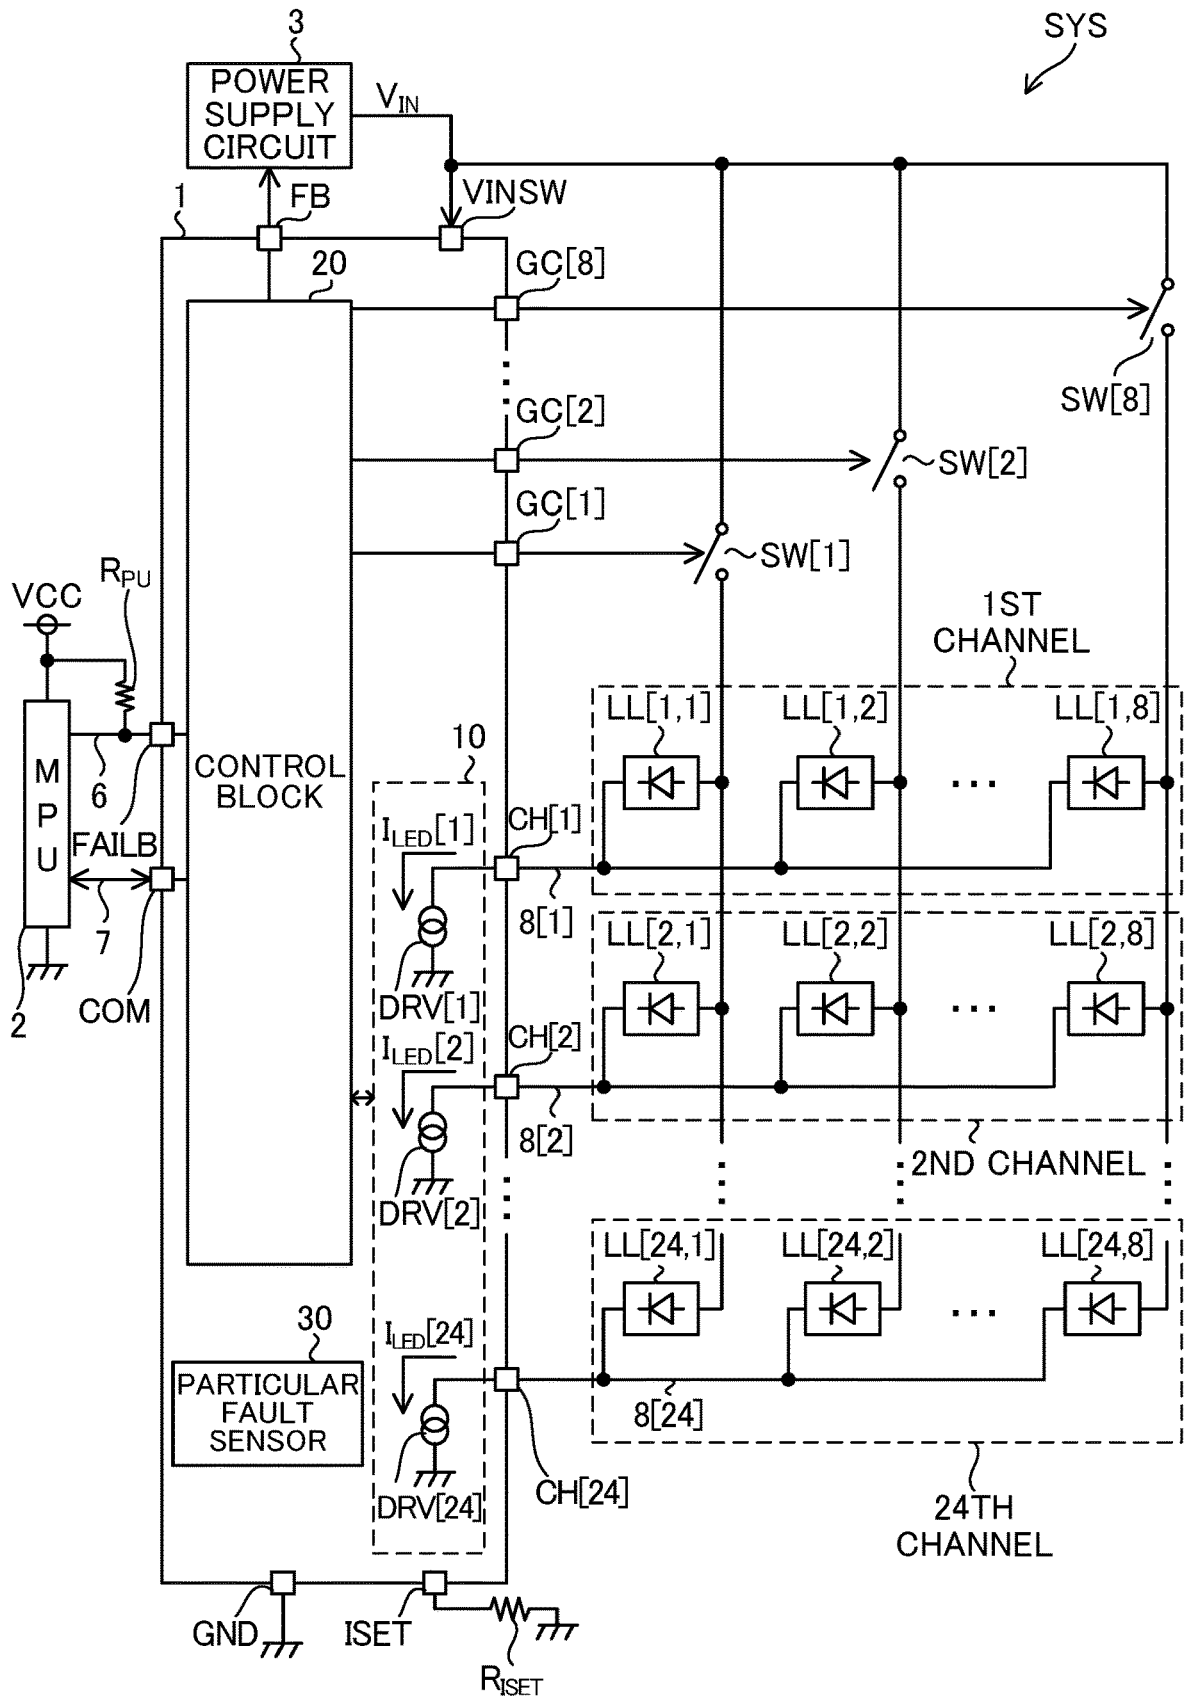 SYS
3
POWER
SUPPLY
CIRCUIT
VIN
FB
VINSW
1
20
GC[8]
SW[8]
GC[2]
SW[2]
GC[1]
SW[1]
RPU
VCC
1ST
CHANNEL
LL[1,1]
LL[1,2]
LL[1,8]
MPU
6
CONTROL
BLOCK
10
...
FAILB
ILED[1]
CH[1]
8[1]
7
2
COM
DRV[1]
LL[2,1]
LL[2,2]
LL[2,8]
...
ILED[2]
CH[2]
8[2]
DRV[2]
2ND CHANNEL
LL[24,1]
LL[24,2]
LL[24,8]
...
30
PARTICULAR
FAULT
SENSOR
ILED[24]
8[24]
DRV[24]
CH[24]
24TH
CHANNEL
GND
ISET
RISET